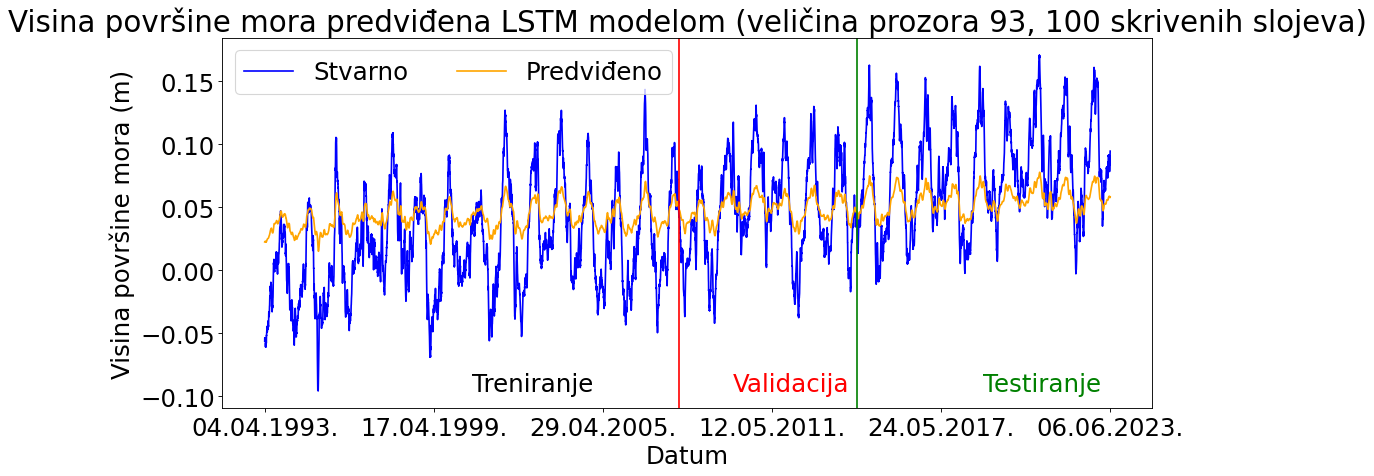 Visina površine mora predviđena LSTM modelom (veličina prozora 93, 100 skrivenih slojeva)
Stvarno Predviđeno
Visina površine mora (m)
0.15
0.10
0.05
0.00
−0.05
−0.10
Treniranje Validacija Testiranje
04.04.1993. 17.04.1999. 29.04.2005. 12.05.2011. 24.05.2017. 06.06.2023.
Datum